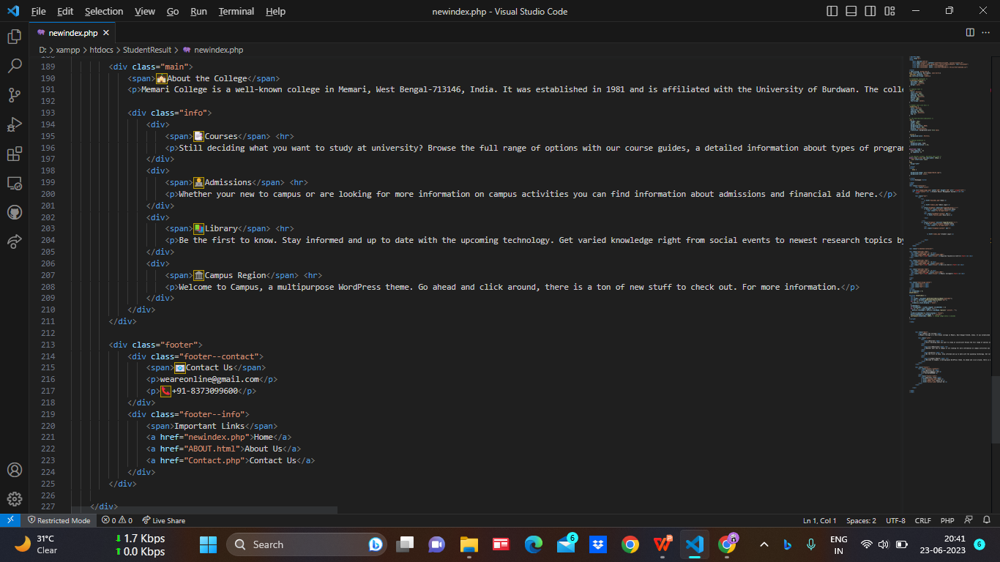 File Edit Selection View Go Run Terminal Help newindex.php - Visual Studio Code
newindex.php
D: > xampp > htdocs > StudentResult > newindex.php
189 <div class="main">
190 <span>🏫About the College</span>
191 <p>Memari College is a well-known college in Memari, West Bengal-713146, India. It was established in 1981 and is affiliated with the University of Burdwan. The colle
192
193 <div class="info">
194 <div>
195 <span>📑Courses</span> <hr>
196 <p>Still deciding what you want to study at university? Browse the full range of options with our course guides, a detailed information about types of progra
197 </div>
198 <div>
199 <span>Admissions</span> <hr>
200 <p>Whether your new to campus or are looking for more information on campus activities you can find information about admissions and financial aid here.</p>
201 </div>
202 <div>
203 <span>📚Library</span> <hr>
204 <p>Be the first to know. Stay informed and up to date with the upcoming technology. Get varied knowledge right from social events to newest research topics by
205 </div>
206 <div>
207 <span>🏛Campus Region</span> <hr>
208 <p>Welcome to Campus, a multipurpose WordPress theme. Go ahead and click around, there is a ton of new stuff to check out. For more information.</p>
209 </div>
210 </div>
211 </div>
212
213 <div class="footer">
214 <div class="footer--contact">
215 <span>📧Contact Us</span>
216 <p>weareonline@gmail.com</p>
217 <p>📞+91-8373099600</p>
218 </div>
219 <div class="footer--info">
220 <span>Important Links</span>
221 <a href="newindex.php">Home</a>
222 <a href="ABOUT.html">About Us</a>
223 <a href="Contact.php">Contact Us</a>
224 </div>
225 </div>
226
227 </div>
Restricted Mode 0 0 Live Share Ln 1, Col 1 Spaces: 2 UTF-8 CRLF PHP
31°C 1.7 Kbps ENG 20:41
Clear 0.0 Kbps Search 6 IN 23-06-2023 6